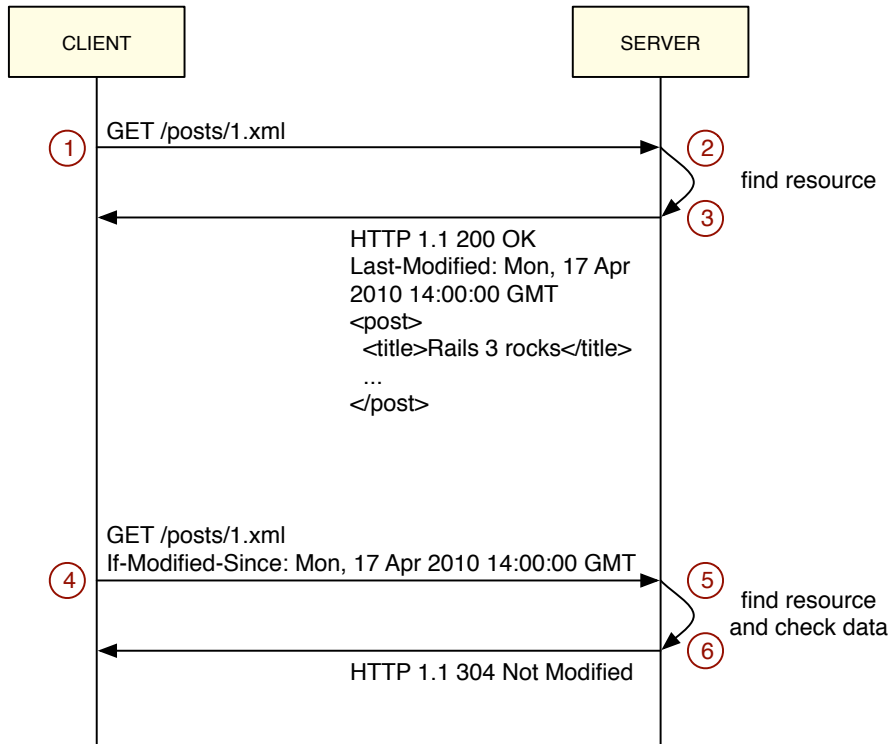 CLIENT
SERVER
GET /posts/1.xml
1
2
find resource
3
HTTP 1.1 200 OK
Last-Modified: Mon, 17 Apr
2010 14:00:00 GMT
<post>
<title>Rails 3 rocks</title>
...
</post>
GET /posts/1.xml
If-Modified-Since: Mon, 17 Apr 2010 14:00:00 GMT
4
5
find resource
and check data
6
HTTP 1.1 304 Not Modified